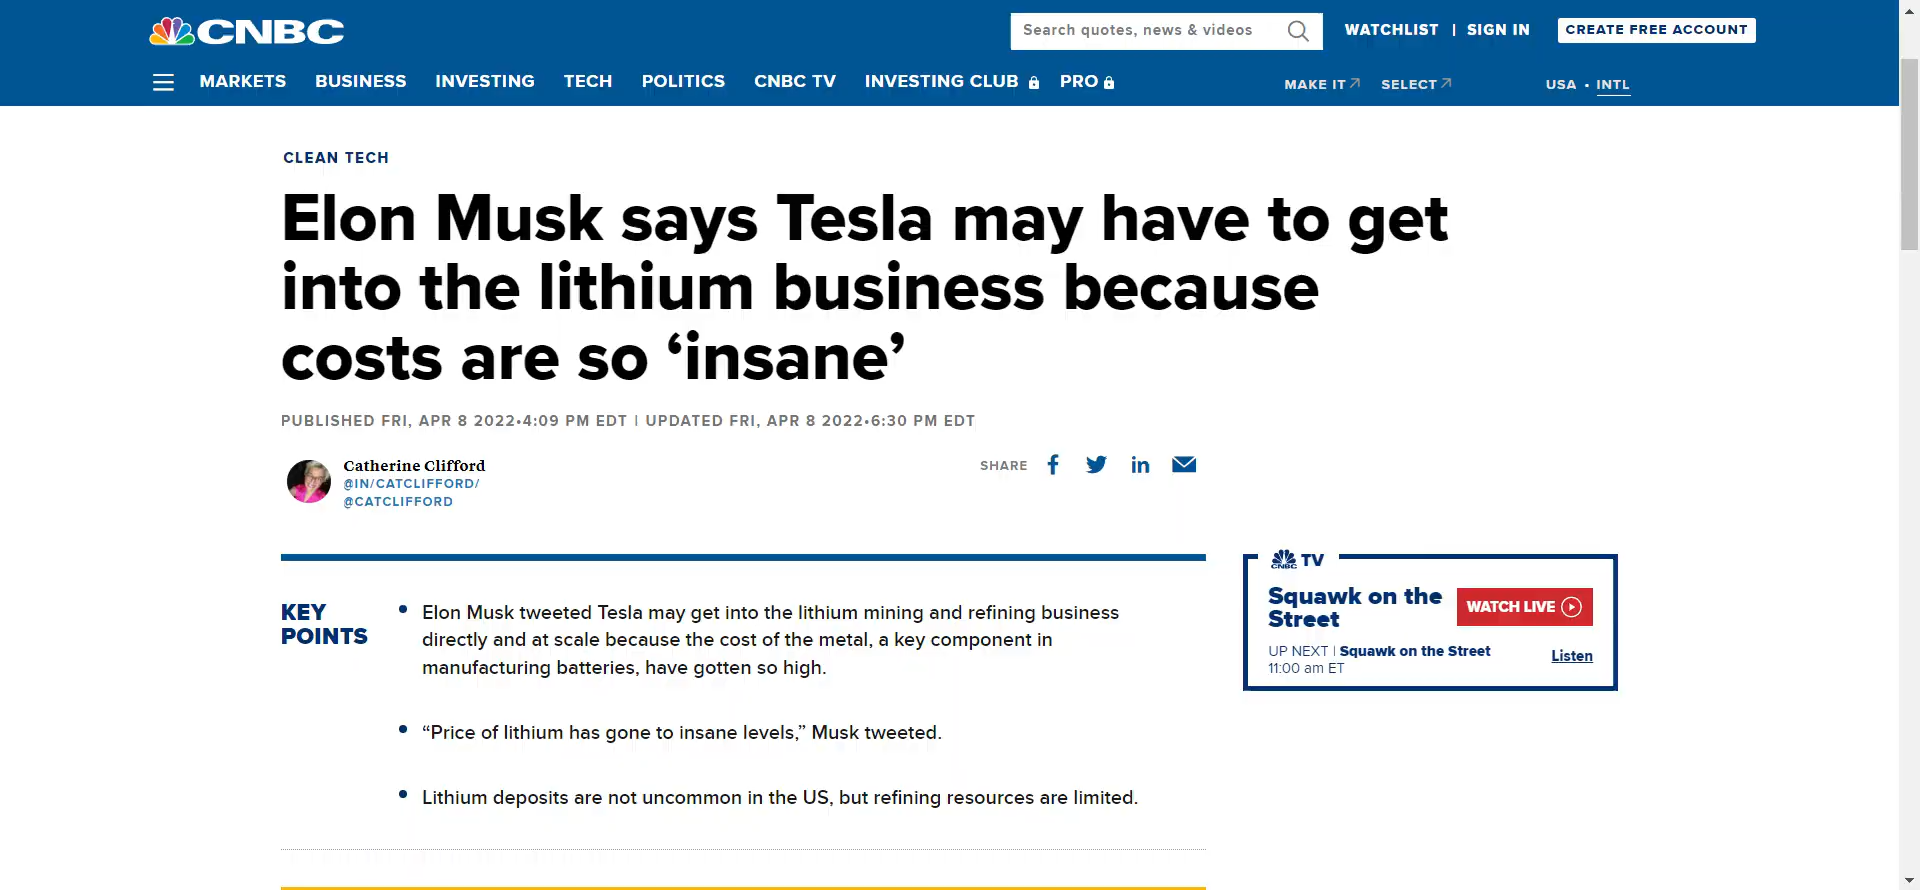 CNBC
Search quotes, news & videos
WATCHLIST | SIGN IN
CREATE FREE ACCOUNT
MARKETS BUSINESS INVESTING TECH POLITICS CNBC TV INVESTING CLUB PRO
MAKE IT SELECT USA • INTL
CLEAN TECH
Elon Musk says Tesla may have to get
into the lithium business because
costs are so ‘insane’
PUBLISHED FRI, APR 8 2022•4:09 PM EDT | UPDATED FRI, APR 8 2022•6:30 PM EDT
Catherine Clifford
@IN/CATCLIFFORD/
@CATCLIFFORD
SHARE
KEY
POINTS
• Elon Musk tweeted Tesla may get into the lithium mining and refining business
directly and at scale because the cost of the metal, a key component in
manufacturing batteries, have gotten so high.
• “Price of lithium has gone to insane levels,” Musk tweeted.
• Lithium deposits are not uncommon in the US, but refining resources are limited.
CNBC TV
Squawk on the
Street
WATCH LIVE
UP NEXT | Squawk on the Street
11:00 am ET
Listen